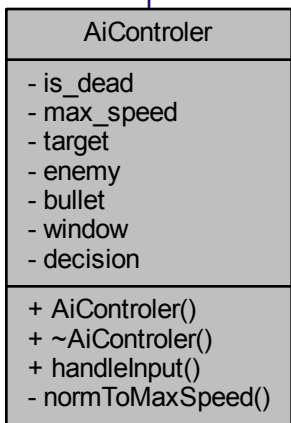 AiControler
- is_dead
- max_speed
- target
- enemy
- bullet
- window
- decision
+ AiControler()
+ ~AiControler()
+ handleInput()
- normToMaxSpeed()